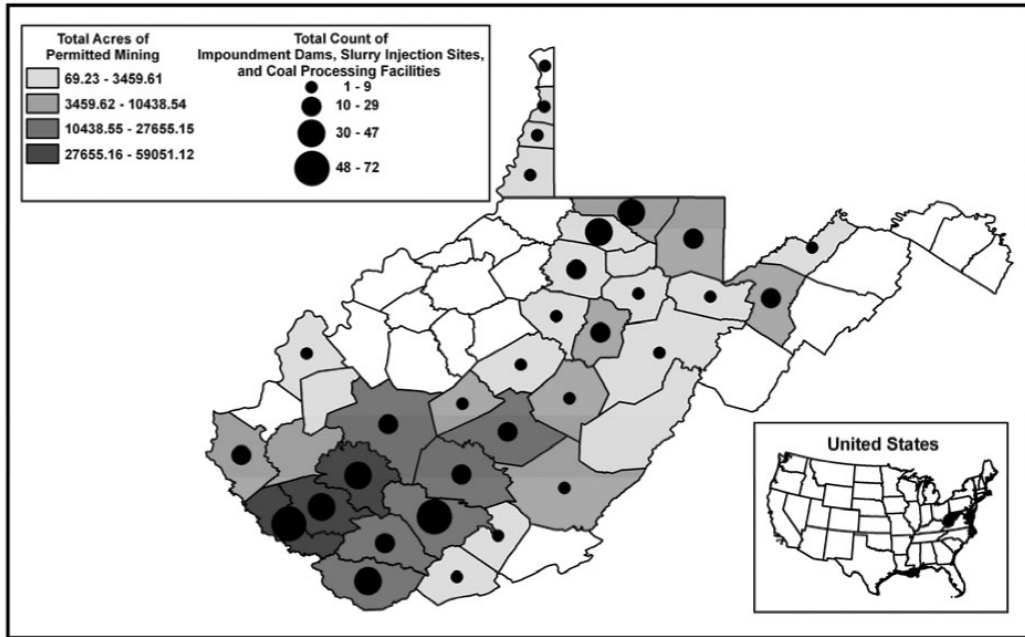 Total Acres of
Permitted Mining
69.23 - 3459.61
3459.62 - 10438.54
10438.55 - 27655.15
27655.16 - 59051.12
Total Count of
Impoundment Dams, Slurry Injection Sites,
and Coal Processing Facilities
1 - 9
10 - 29
30 - 47
48 - 72
United States